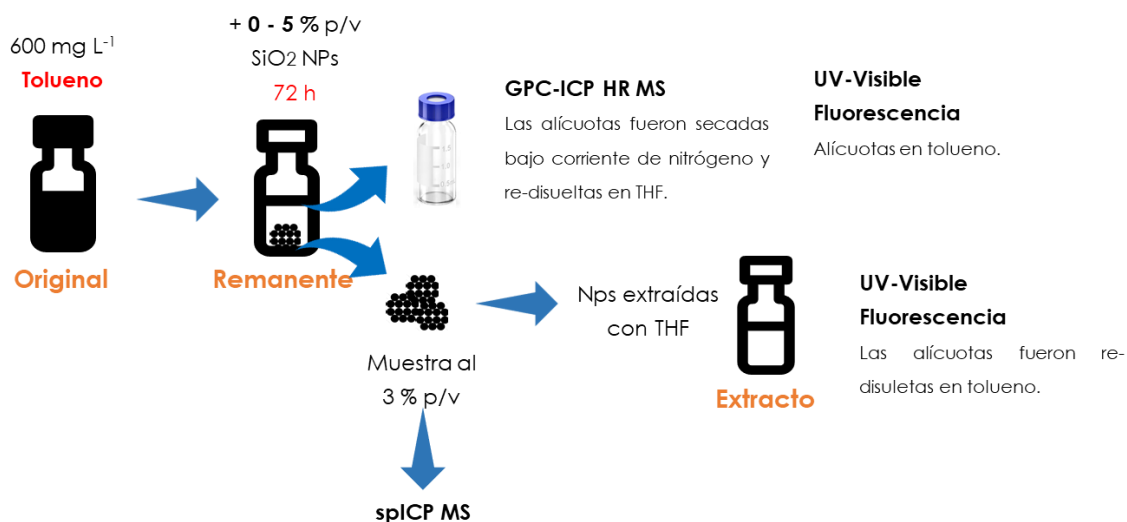 600 mg L-1
Tolueno
Original
+ 0 - 5 % p/v
SiO2 NPs
72 h
Remanente
GPC-ICP HR MS
Las alícuotas fueron secadas
bajo corriente de nitrógeno y
re-disueltas en THF.
UV-Visible
Fluorescencia
Alícuotas en tolueno.
Muestra al
3 % p/v
spICP MS
Nps extraídas
con THF
Extracto
UV-Visible
Fluorescencia
Las alícuotas fueron re-
disuletas en tolueno.